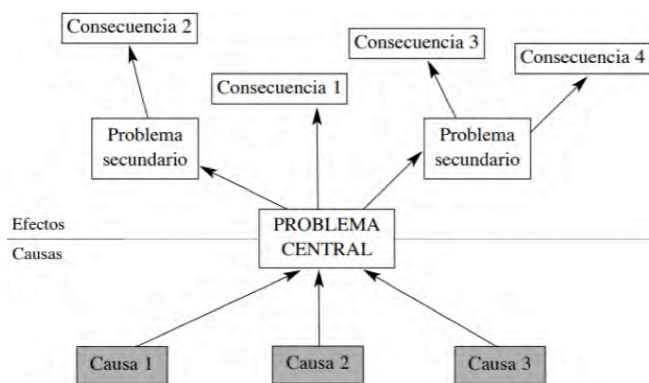 Consecuencia 2
Consecuencia 3
Consecuencia 4
Consecuencia 1
Problema
secundario
Problema
secundario
Efectos
PROBLEMA
CENTRAL
Causas
Causa 1
Causa 2
Causa 3